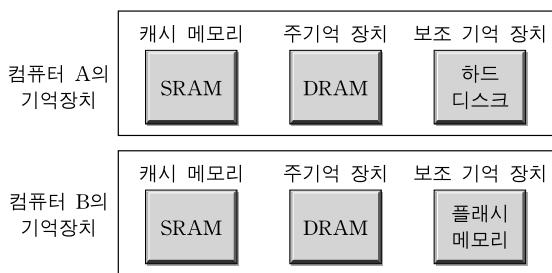 캐시 메모리 주기억 장치 보조 기억 장치
컴퓨터 A의
기억장치
SRAM DRAM 하드
디스크
캐시 메모리 주기억 장치 보조 기억 장치
컴퓨터 B의
기억장치
SRAM DRAM 플래시
메모리